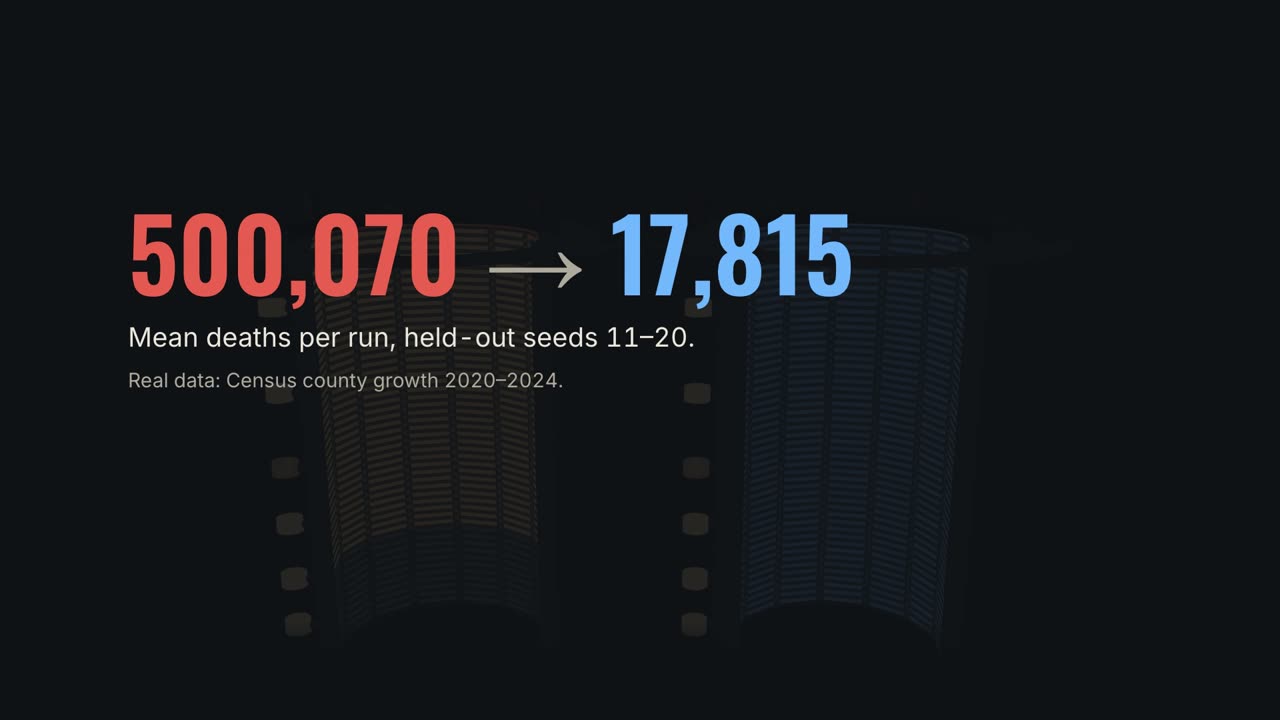 500,070 → 17,815
Mean deaths per run, held-out seeds 11–20.
Real data: Census county growth 2020–2024.